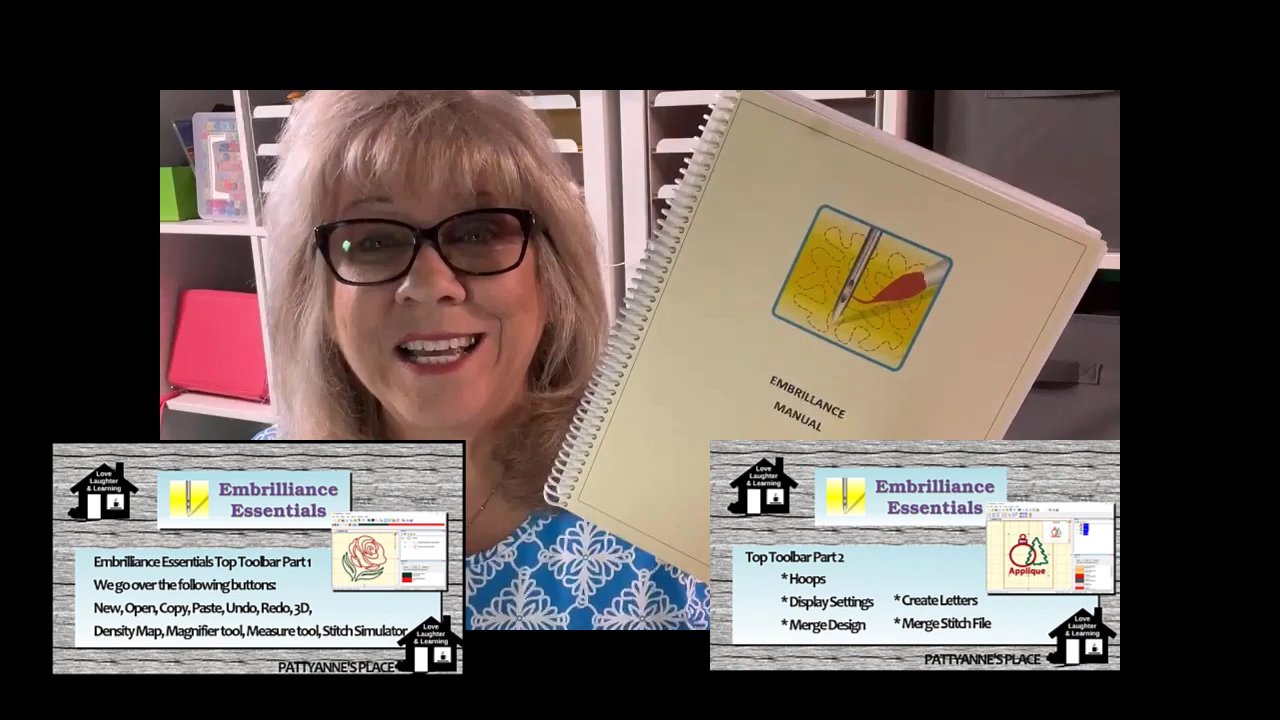 EMBRILLANCE
MANUAL
Love
Laughter
& Learning
Embrilliance
Essentials
Embrilliance Essentials Top Toolbar Part 1
We go over the following buttons:
New, Open, Copy, Paste, Undo, Redo, 3D,
Density Map, Magnifier tool, Measure tool, Stitch Simulator
Love
Laughter
& Learning
PATTYANNE'S PLACE
Love
Laughter
& Learning
Embrilliance
Essentials
Applique
Top Toolbar Part 2
* Hoops
* Display Settings
* Merge Design
* Create Letters
* Merge Stitch File
Love
Laughter
& Learning
PATTYANNE'S PLACE